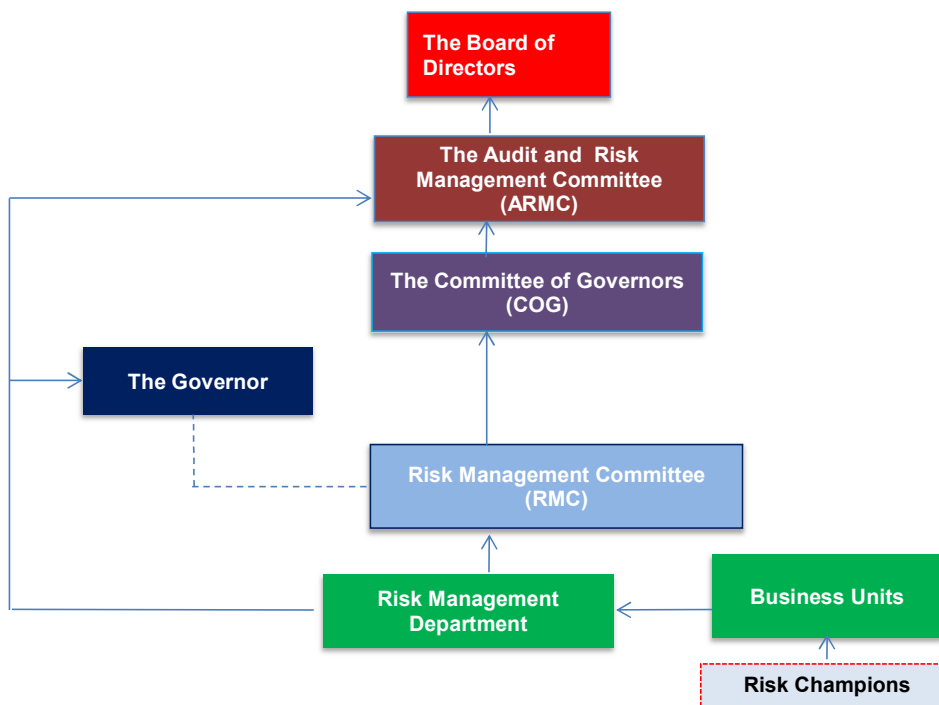 The Board of
Directors
The Audit and Risk
Management Committee
(ARMC)
The Committee of Governors
(COG)
The Governor
Risk Management Committee
(RMC)
Risk Management
Department
Business Units
Risk Champions